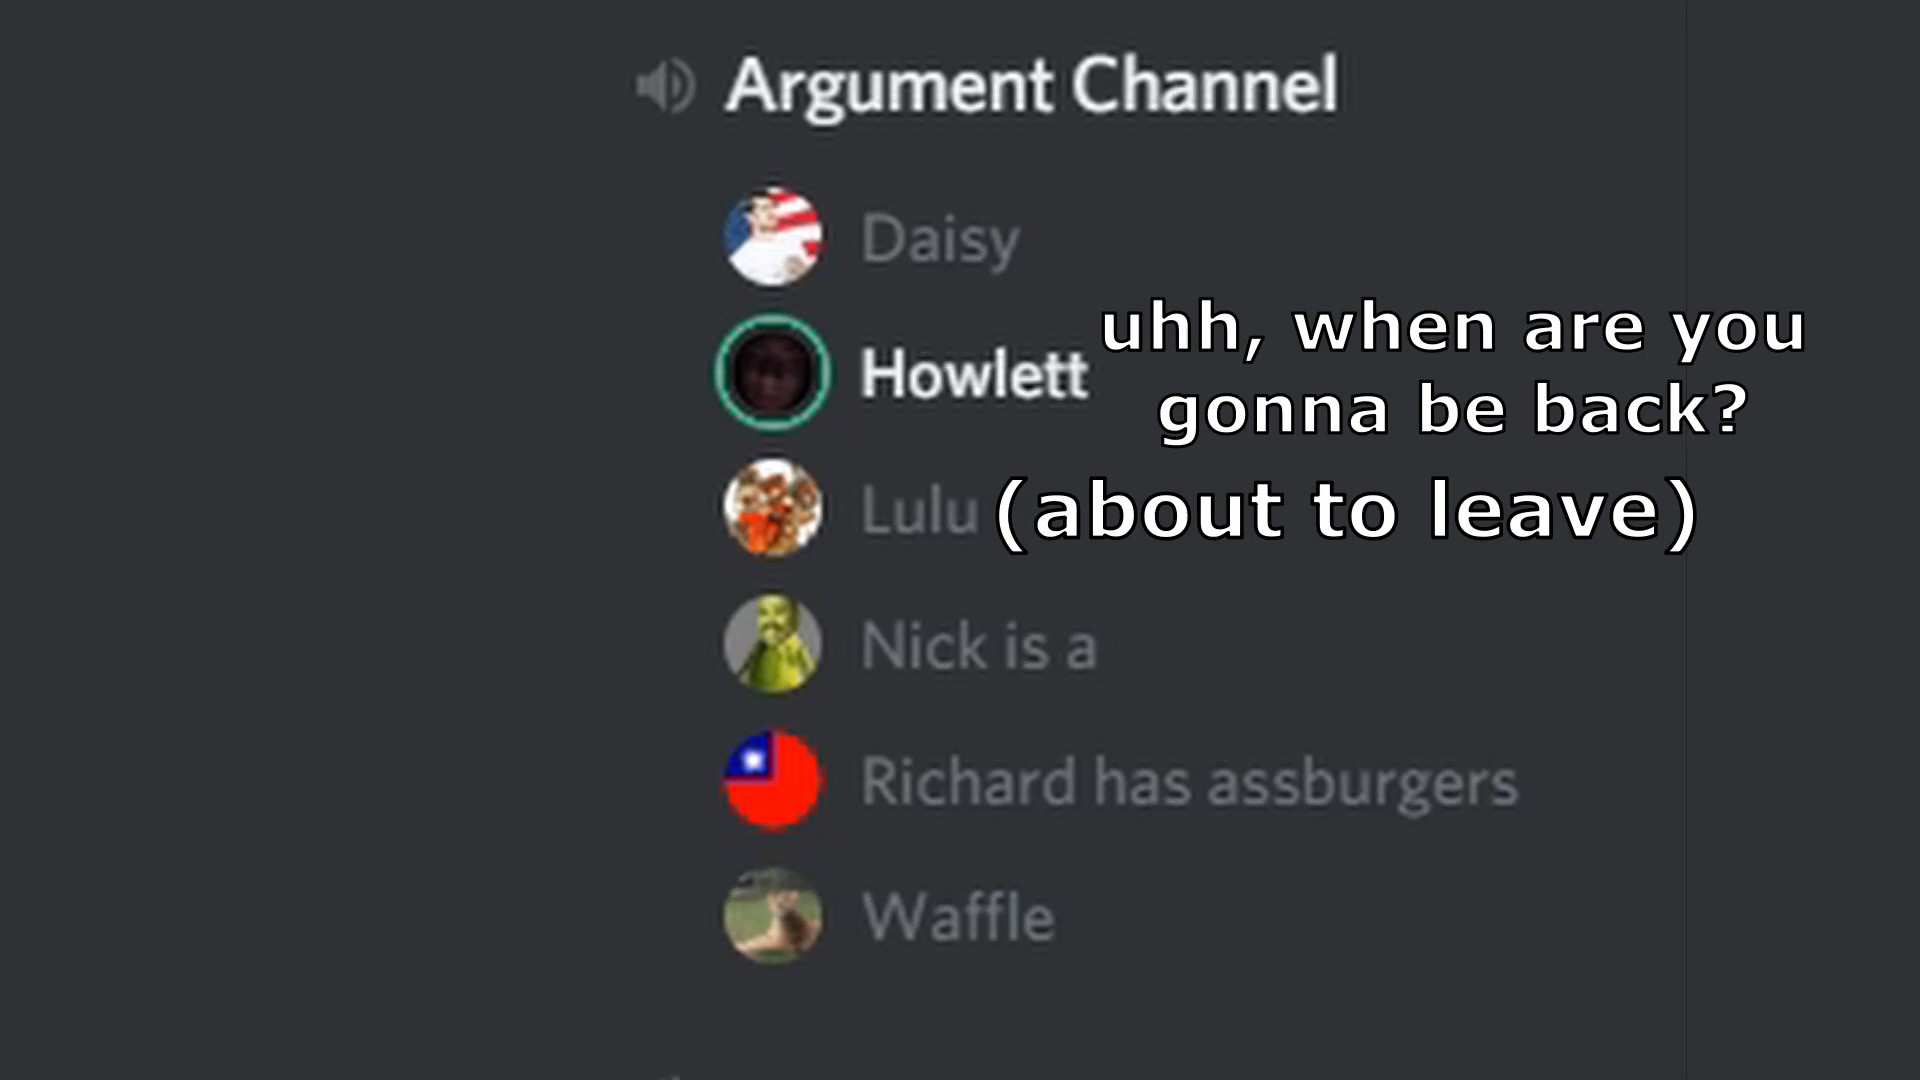 Argument Channel
Daisy
Howlett
uhh, when are you
gonna be back?
Lulu (about to leave)
Nick is a
Richard has assburgers
Waffle